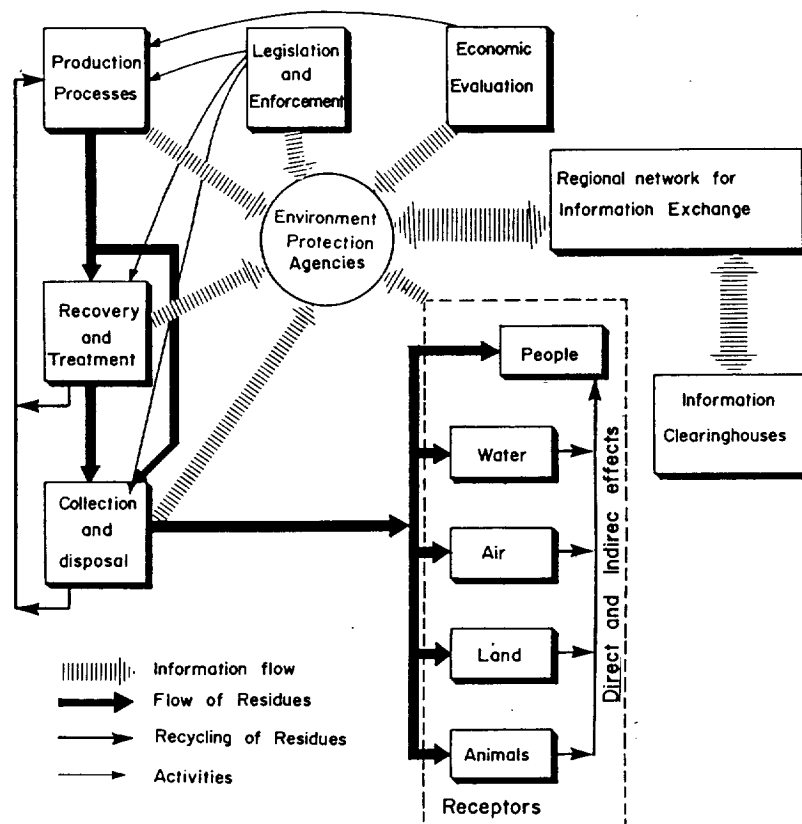 Production
Processes
Legislation
and
Enforcement
Economic
Evaluation
Environment
Protection
Agencies
Regional network for
Information Exchange
Recovery
and
Treatment
People
Information
Clearinghouses
Water
Collection
and
disposal
Air
Land
Animals
Direct and Indirec effects
Receptors
Information flow
Flow of Residues
Recycling of Residues
Activities